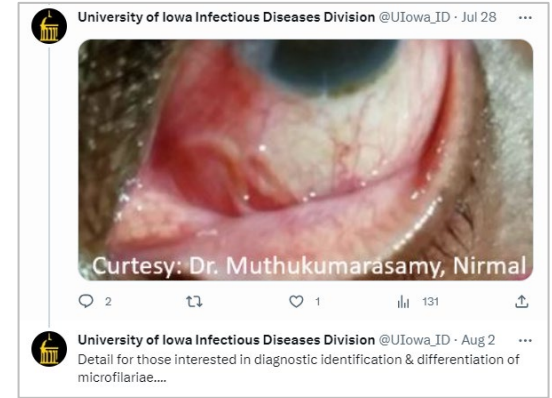 University of Iowa Infectious Diseases Division @UIowa_ID · Jul 28 ...
Curtesy: Dr. Muthukumarasamy, Nirmal
2 1 131
University of Iowa Infectious Diseases Division @UIowa_ID · Aug 2 ...
Detail for those interested in diagnostic identification & differentiation of
microfilariae....